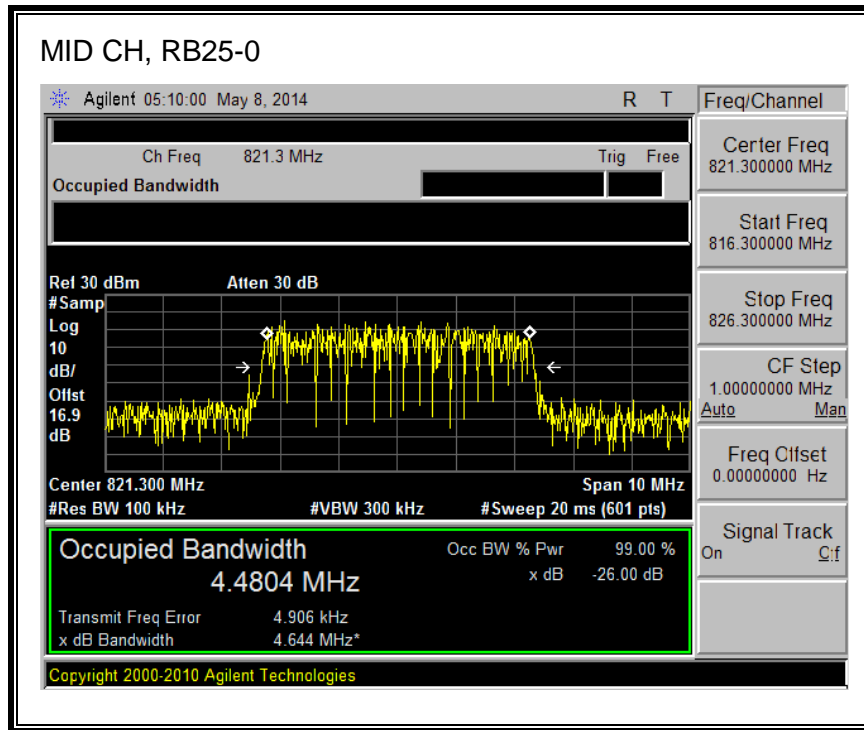 MID CH, RB25-0
Agilent 05:10:00 May 8, 2014 R T
Freq/Channel
Ch Freq 821.3 MHz Trig Free
Occupied Bandwidth
Center Freq
821.300000 MHz
Start Freq
816.300000 MHz
Stop Freq
826.300000 MHz
CF Step
1.00000000 MHz
Auto Man
Freq Offset
0.00000000 Hz
Signal Track
On Off
Ref 30 dBm Atten 30 dB
#Samp
Log
10
dB/
Offst
16.9
dB
Center 821.300 MHz Span 10 MHz
#Res BW 100 kHz #VBW 300 kHz #Sweep 20 ms (601 pts)
Occupied Bandwidth
4.4804 MHz
Occ BW % Pwr 99.00 %
x dB -26.00 dB
Transmit Freq Error 4.906 kHz
x dB Bandwidth 4.644 MHz*
Copyright 2000-2010 Agilent Technologies